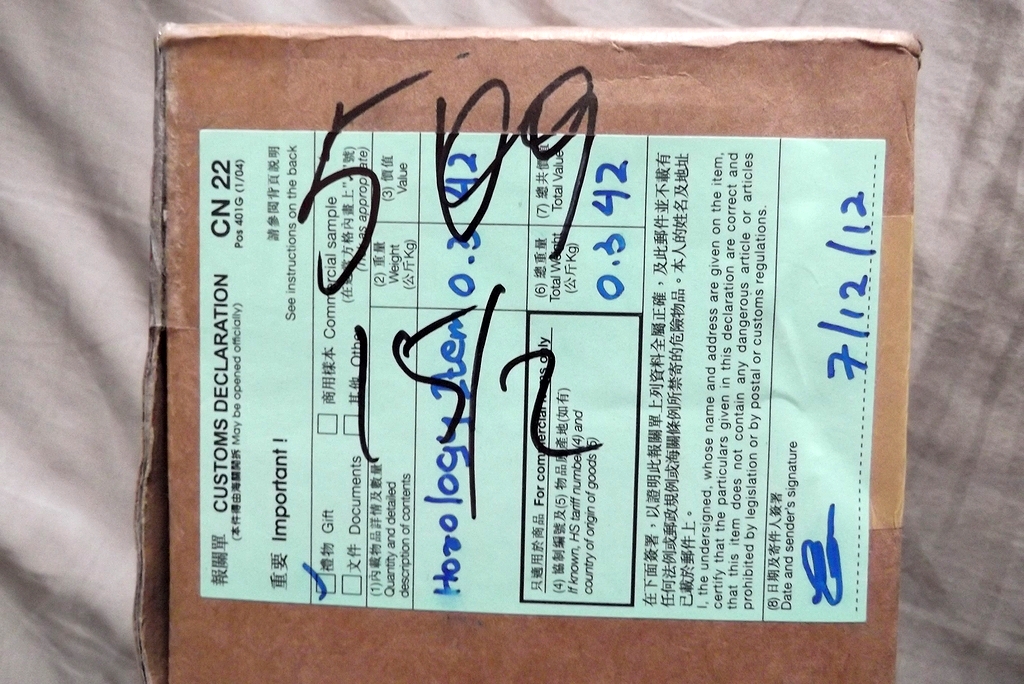 報關單 CUSTOMS DECLARATION CN 22
(本件得由海關開拆 May be opened officially) Pos 401G (1/04)
請參閱背頁說明
重要 Important! See instructions on the back
禮物 Gift 商用樣本 Commercial sample
文件 Documents 其他
(1)內載物品詳情及數量
Quantity and detailed
description of contents
(2) 重量
Weight
(公斤Kg)
(3) 價值
Value
Horology Item 0.3 42
只適用於商品 For commercial items only
(4) 協制編號及(5) 物品原產地(如有)
If known, HS tariff number (4) and
country of origin of goods (5)
(6) 總重量
Total Weight
(公斤Kg)
(7) 總共價值
Total Value
0.3 42
在下面簽署，以證明此報關單上列資料全屬正確，及此郵件並不載有
任何法例或郵政規例或海關條例所禁寄的危險物品。本人的姓名及地址
已載於郵件上。
I, the undersigned, whose name and address are given on the item,
certify that the particulars given in this declaration are correct and
that this item does not contain any dangerous article or articles
prohibited by legislation or by postal or customs regulations.
(8) 日期及寄件人簽署
Date and sender's signature
7/12/12